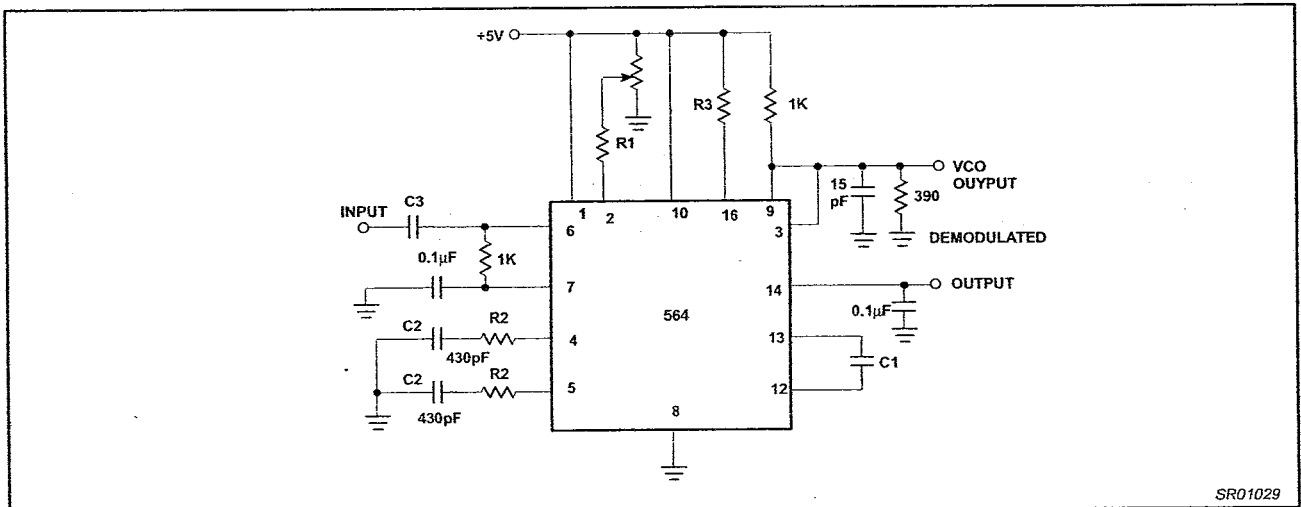 +5V
R3
1K
R1
VCO
OUYPUT
15
pF
390
INPUT
C3
1 2 10 16 9
6
3
DEMODULATED
0.1µF
1K
7
14
OUTPUT
0.1µF
564
C2
R2
4
13
430pF
C1
C2
R2
5
12
430pF
8
SR01029